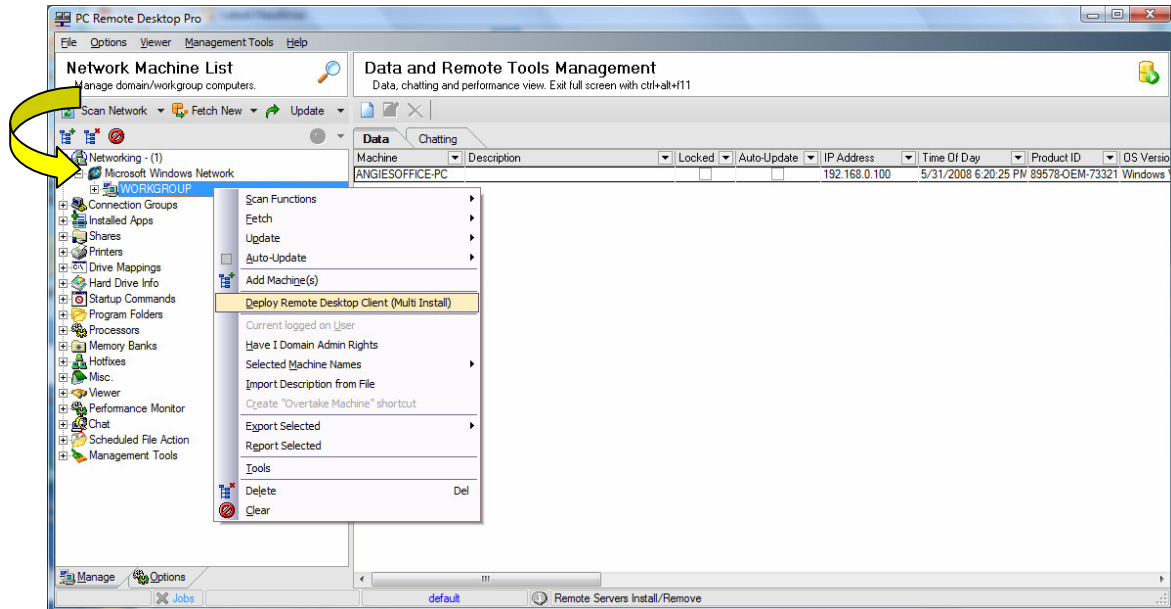 PC Remote Desktop Pro
File Options Viewer Management Tools Help
Network Machine List
Manage domain/workgroup computers.
Data and Remote Tools Management
Data, chatting and performance view. Exit full screen with ctrl+alt+f11
Scan Network Fetch New Update
Data Chatting
Machine Description Locked Auto-Update IP Address Time Of Day Product ID OS Versio
ANGIESOFFICE-PC 192.168.0.100 5/31/2008 6:20:25 PM 89578-OEM-73321 Windows
Networking - (1)
Microsoft Windows Network
WORKGROUP
Connection Groups
Installed Apps
Shares
Printers
Drive Mappings
Hard Drive Info
Startup Commands
Program Folders
Processors
Memory Banks
Hotfixes
Misc.
Viewer
Performance Monitor
Chat
Scheduled File Action
Management Tools
Scan Functions
Fetch
Update
Auto-Update
Add Machine(s)
Deploy Remote Desktop Client (Multi Install)
Current logged on User
Have I Domain Admin Rights
Selected Machine Names
Import Description from File
Create "Overtake Machine" shortcut
Export Selected
Report Selected
Tools
Delete Del
Clear
Manage Options
Jobs default Remote Servers Install/Remove